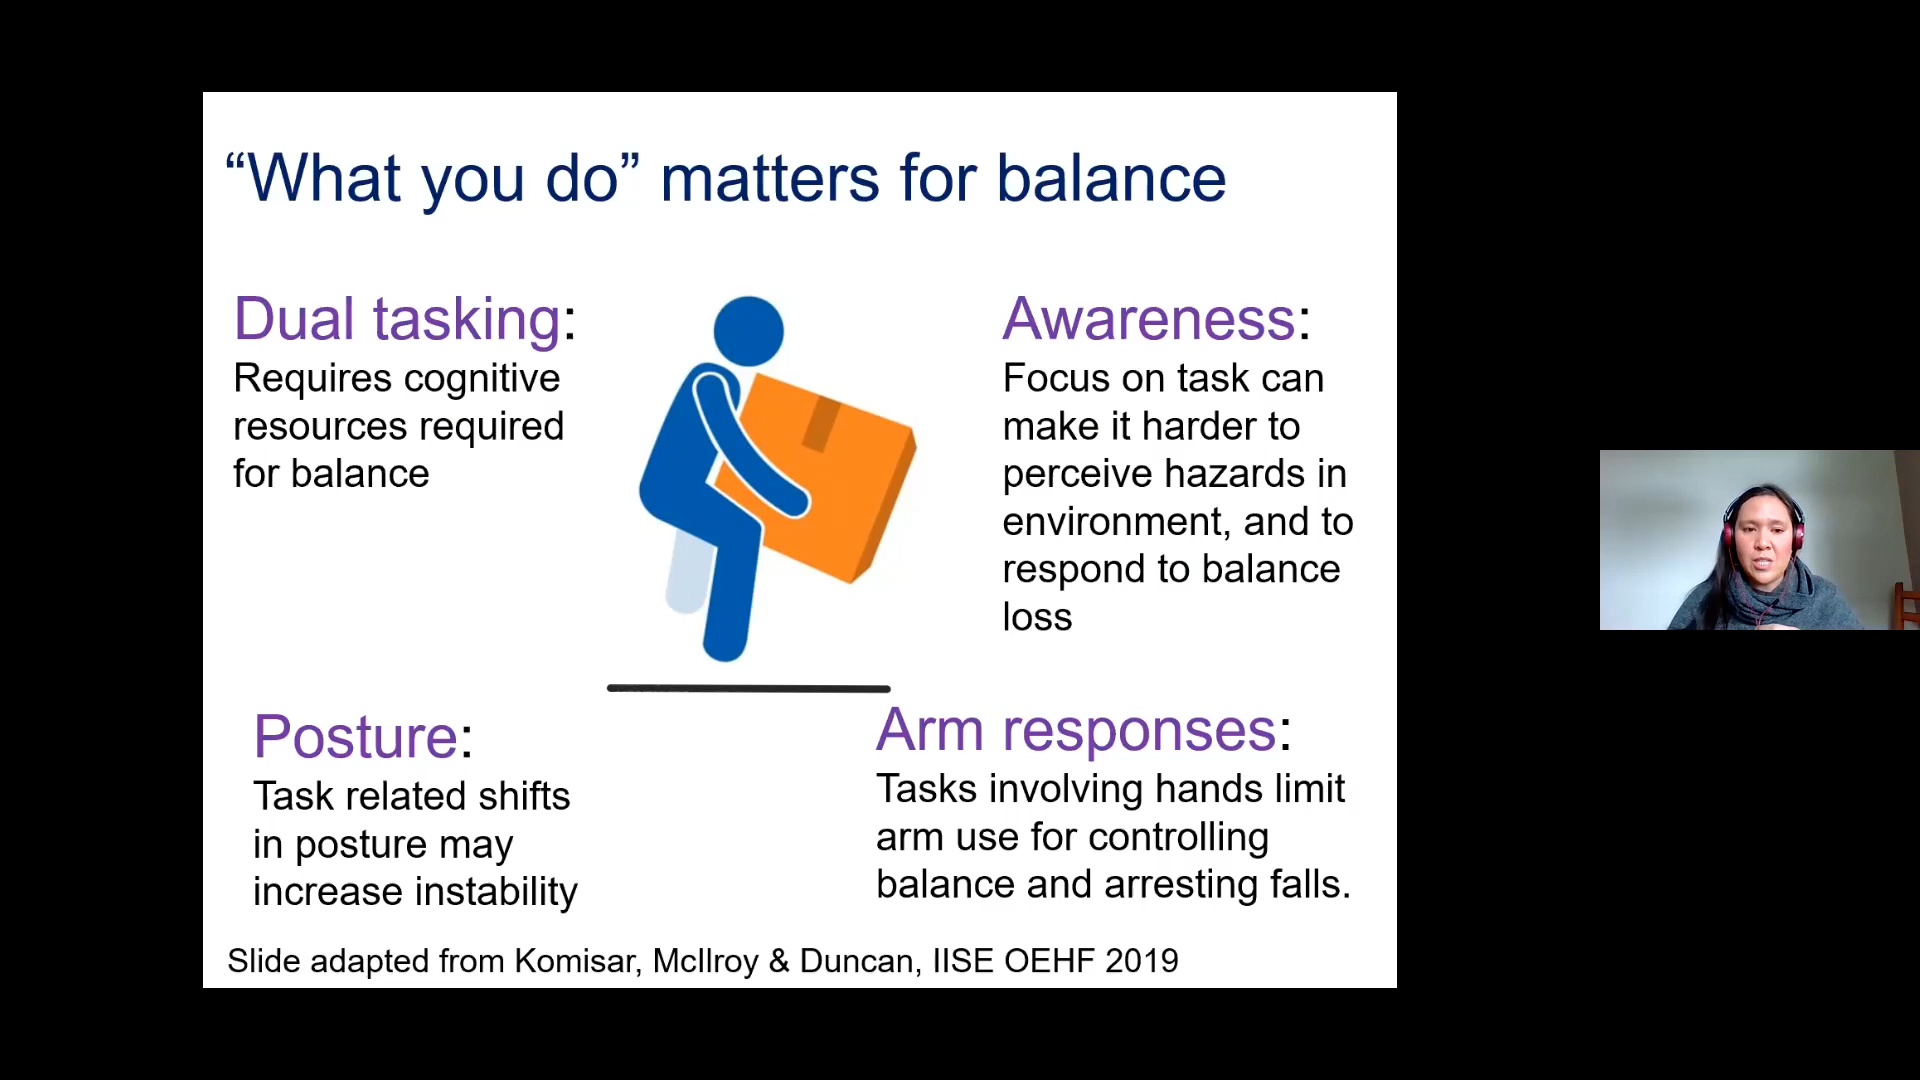 “What you do” matters for balance
Dual tasking:
Requires cognitive
resources required
for balance
Awareness:
Focus on task can
make it harder to
perceive hazards in
environment, and to
respond to balance
loss
Posture:
Task related shifts
in posture may
increase instability
Arm responses:
Tasks involving hands limit
arm use for controlling
balance and arresting falls.
Slide adapted from Komisar, McIlroy & Duncan, IISE OEHF 2019